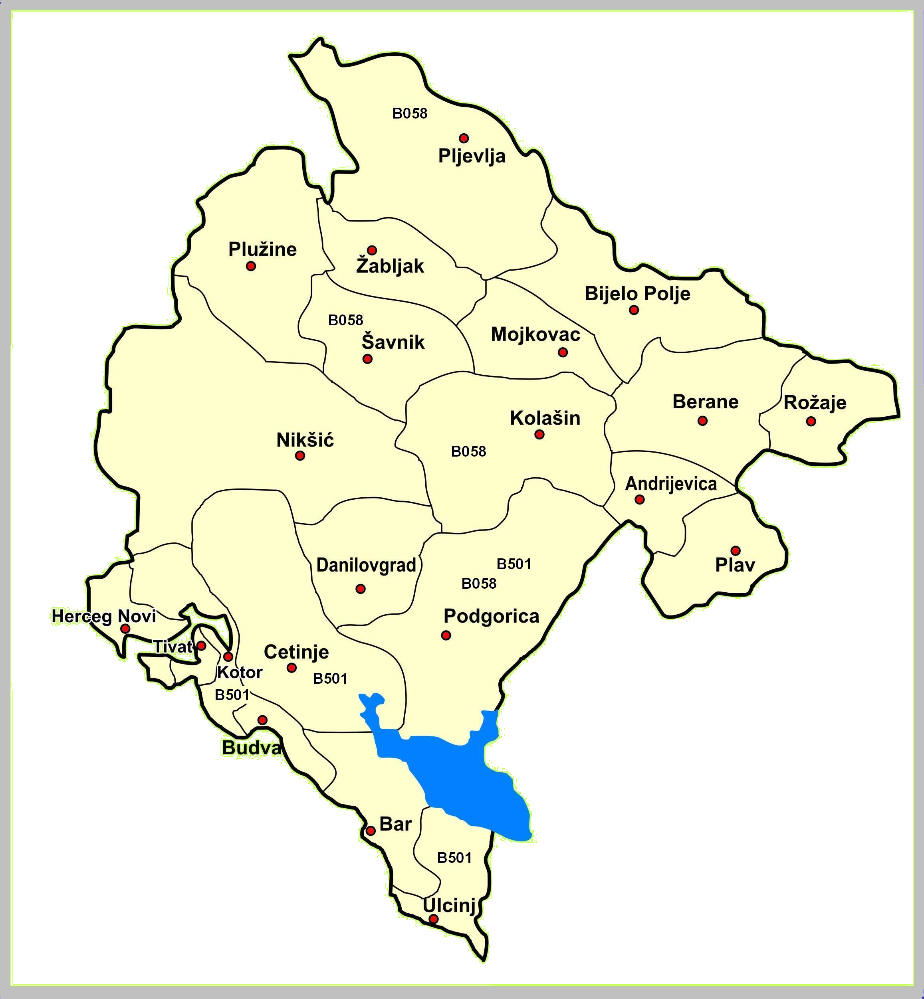 B058
Pljevlja
Plužine
Žabljak
Bijelo Polje
B058
Šavnik
Mojkovac
Berane
Rožaje
Kolašin
Nikšić
B058
Andrijevica
Danilovgrad
B501
Plav
B058
Herceg Novi
Podgorica
Tivat
Cetinje
Kotor
B501
B501
Budva
Bar
B501
Ulcinj